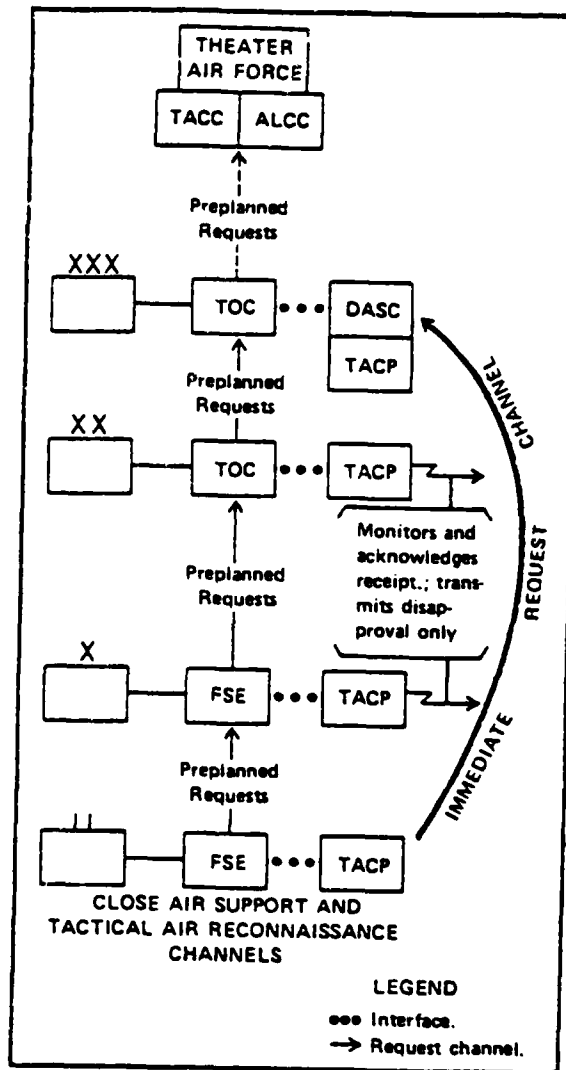 THEATER
AIR FORCE
TACC ALCC
Preplanned
Requests
XXX
TOC DASC
TACP
Preplanned
Requests
XX
TOC TACP
Monitors and
acknowledges
receipt.; trans-
mits disap-
proval only
Preplanned
Requests
X
FSE TACP
Preplanned
Requests
II
FSE TACP
IMMEDIATE REQUEST CHANNEL
CLOSE AIR SUPPORT AND
TACTICAL AIR RECONNAISSANCE
CHANNELS
LEGEND
••• Interface.
→ Request channel.